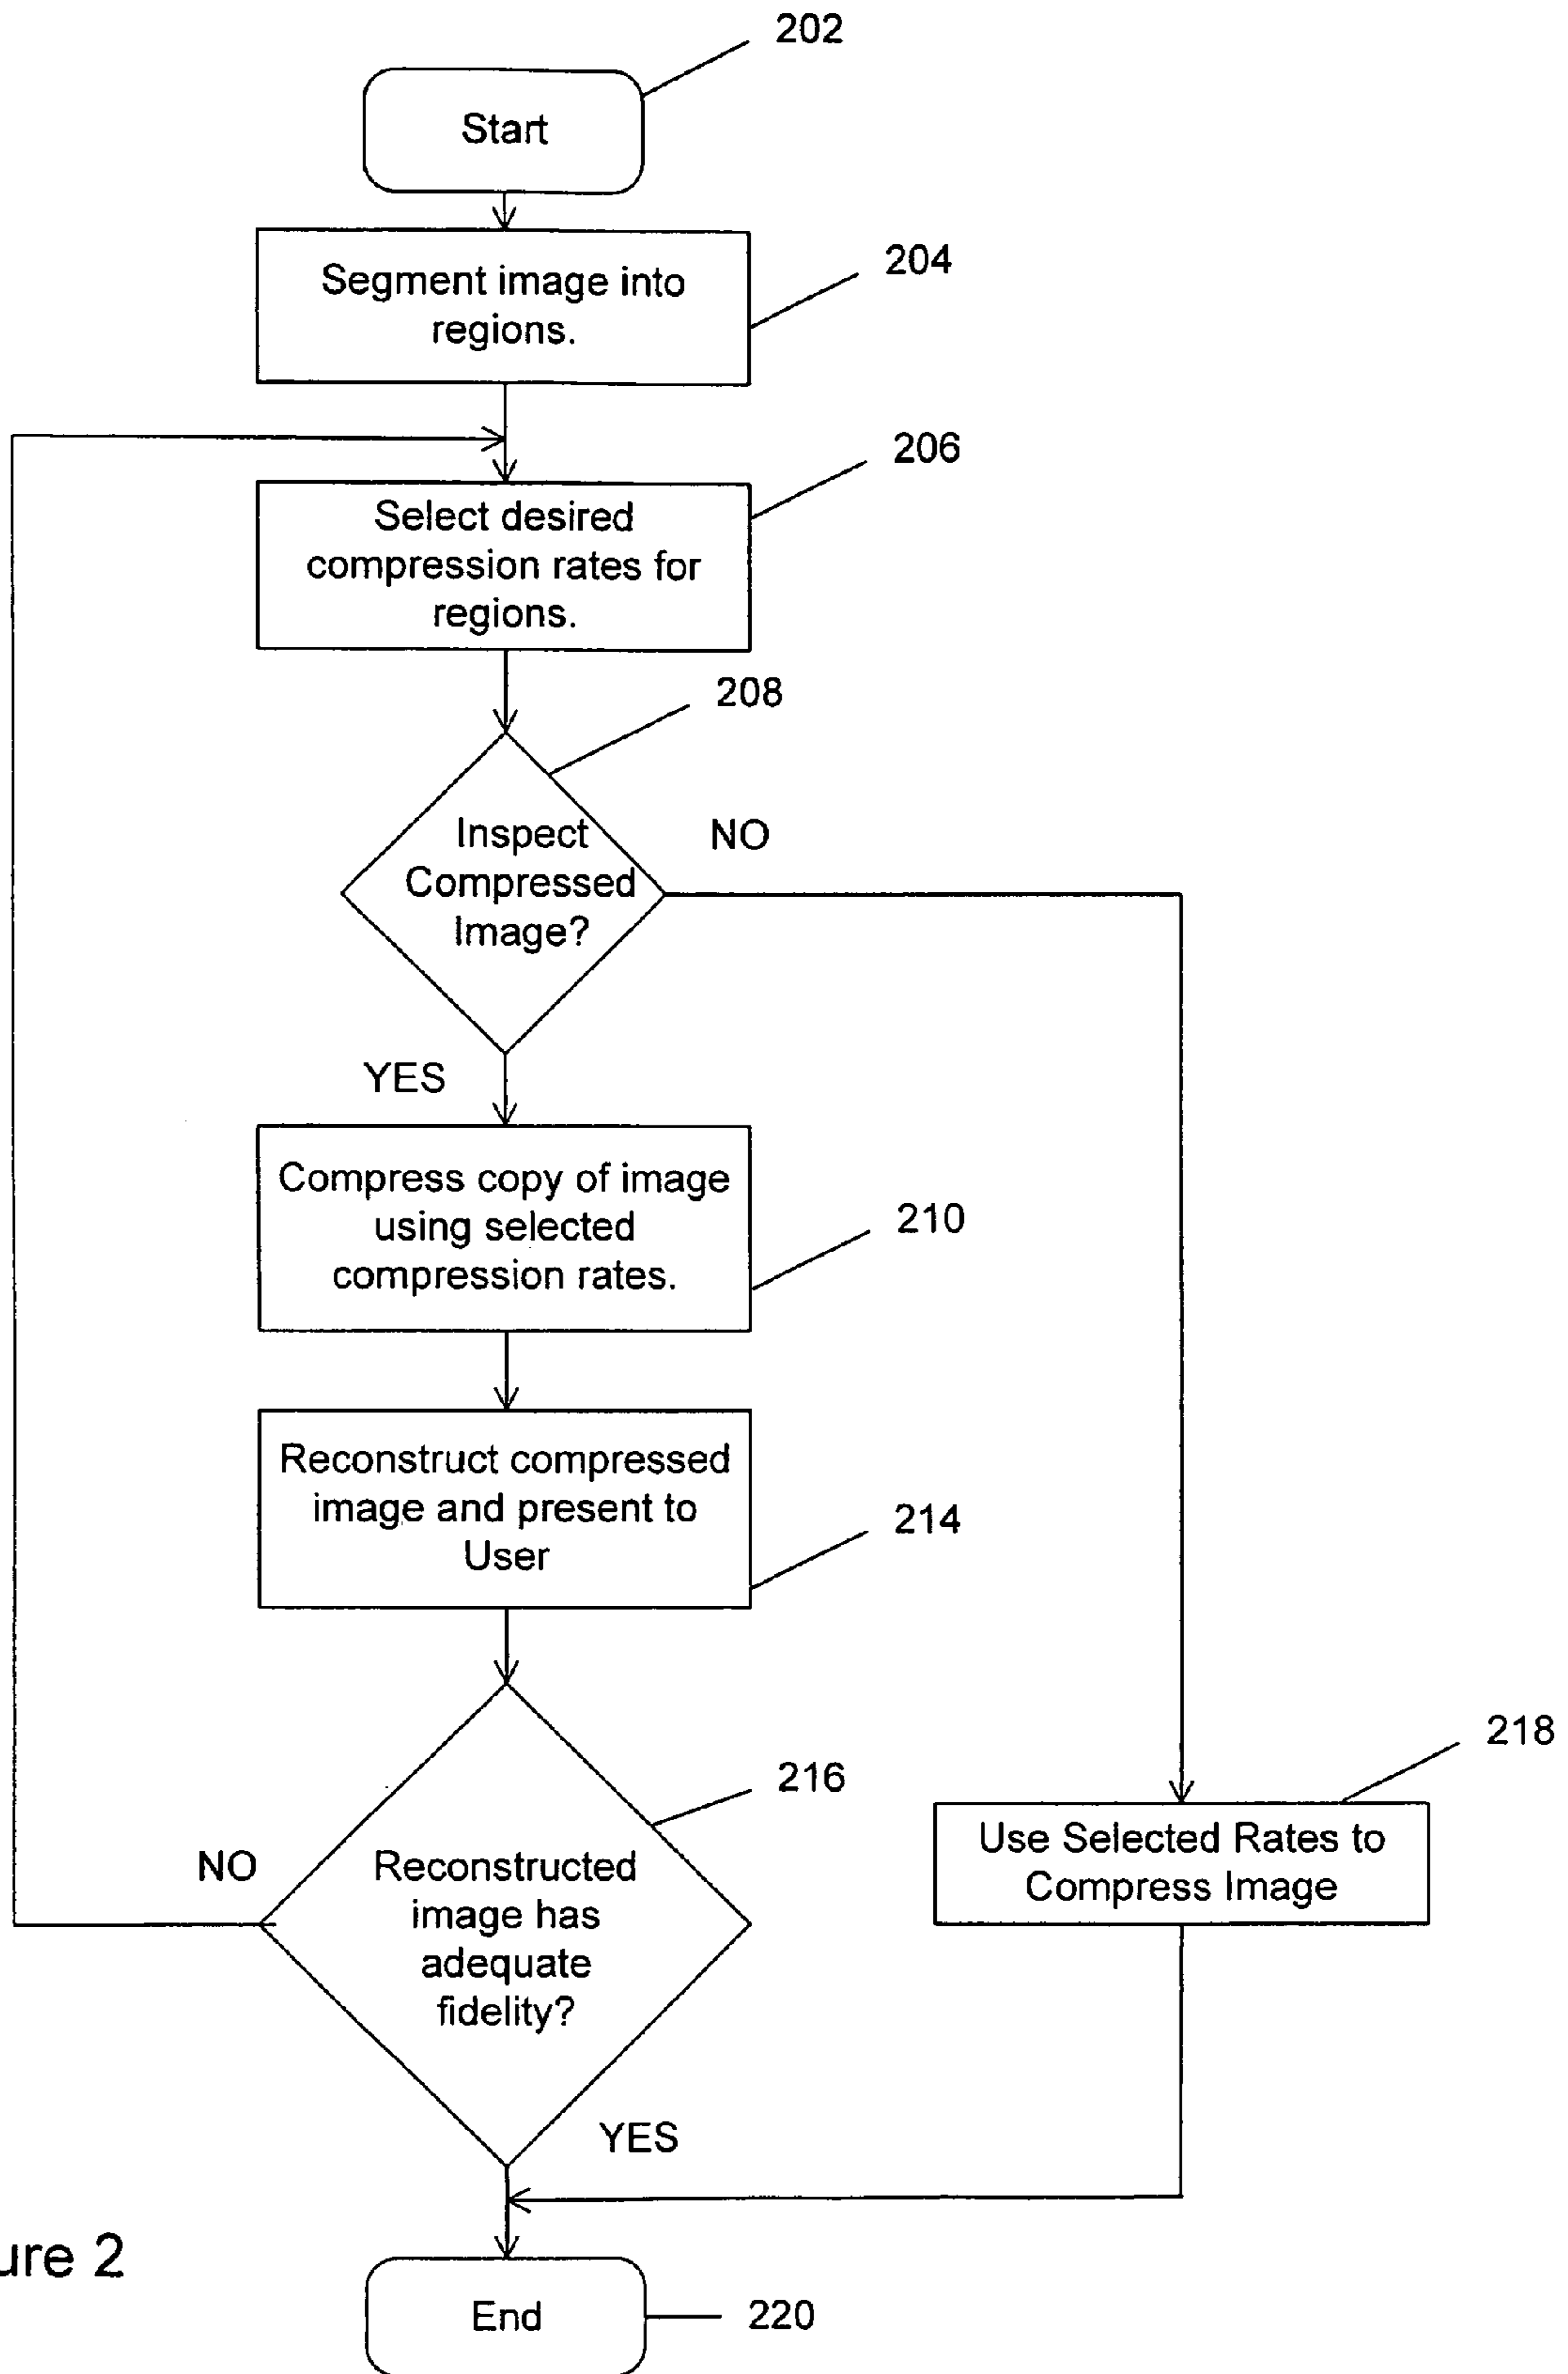 202
Start
Segment image into
regions.
204
206
Select desired
compression rates for
regions.
208
Inspect
Compressed
Image?
NO
YES
Compress copy of image
using selected
compression rates.
210
Reconstruct compressed
image and present to
User
214
216
218
Use Selected Rates to
Compress Image
NO
Reconstructed
image has
adequate
fidelity?
YES
ure 2
End
220